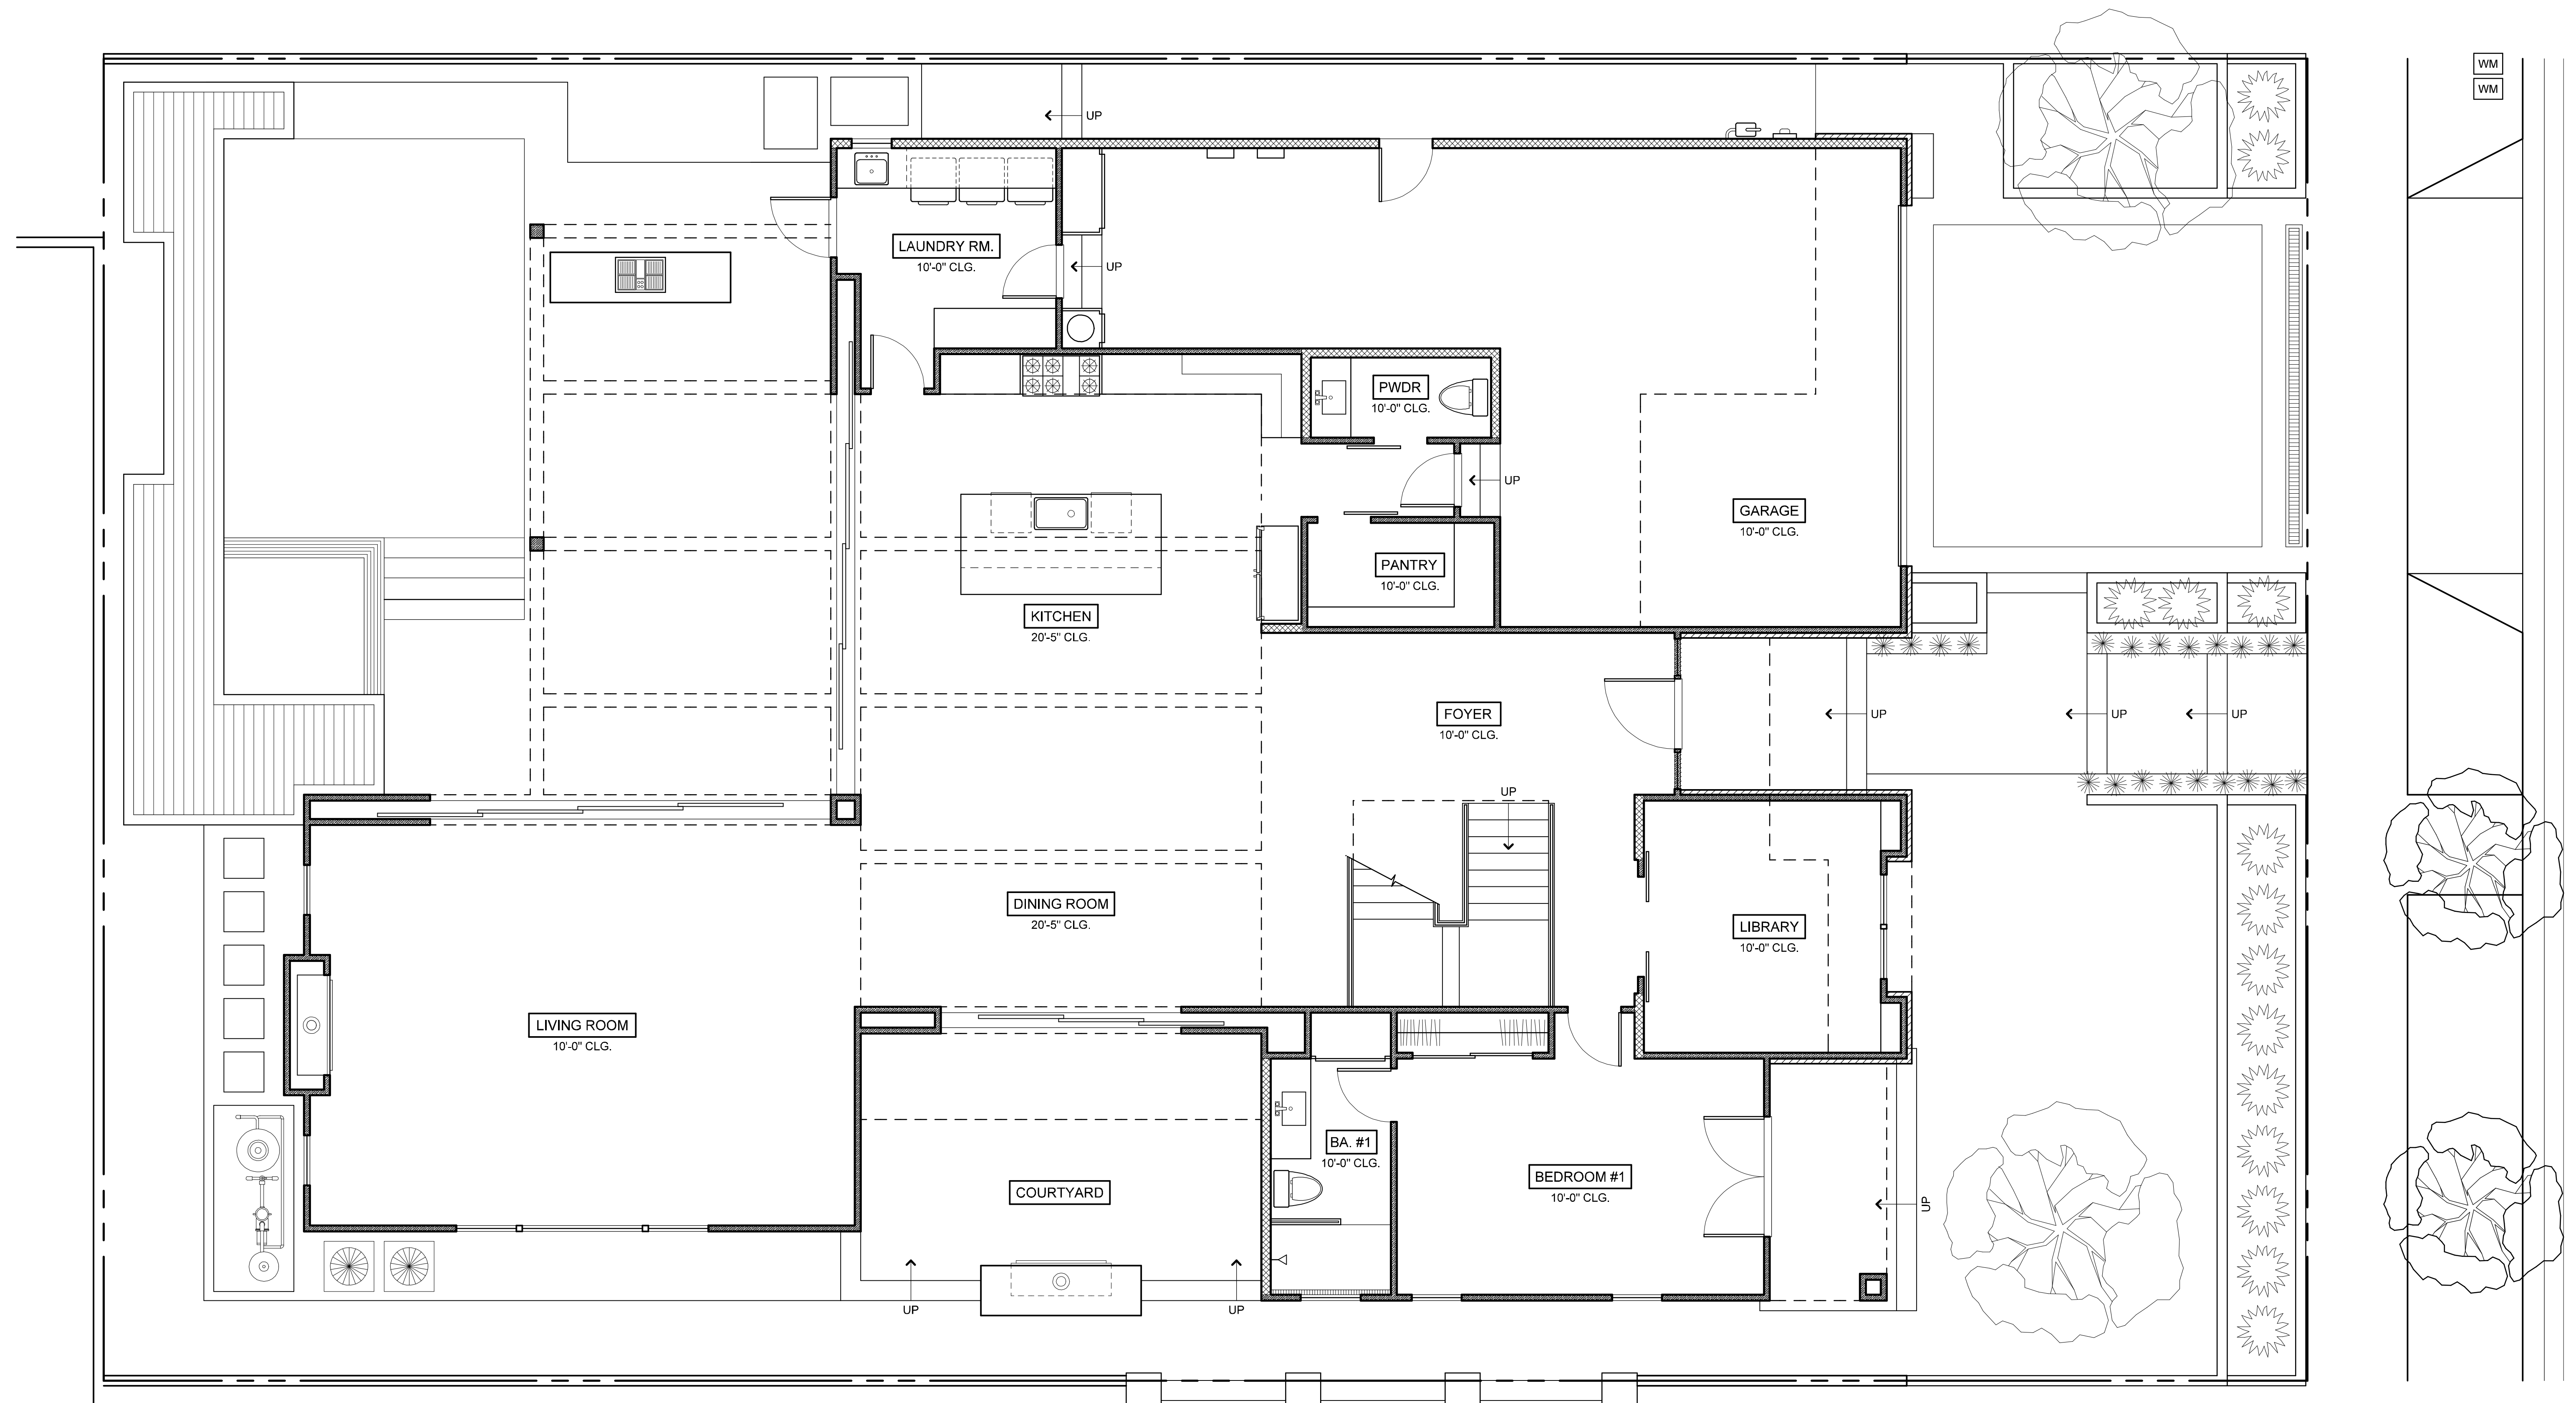 WM
WM
UP
LAUNDRY RM.
10'-0" CLG.
UP
PWDR
10'-0" CLG.
UP
GARAGE
10'-0" CLG.
PANTRY
10'-0" CLG.
KITCHEN
20'-5" CLG.
FOYER
10'-0" CLG.
UP
UP
UP
UP
DINING ROOM
20'-5" CLG.
LIBRARY
10'-0" CLG.
LIVING ROOM
10'-0" CLG.
BA. #1
10'-0" CLG.
BEDROOM #1
10'-0" CLG.
COURTYARD
UP
UP
UP